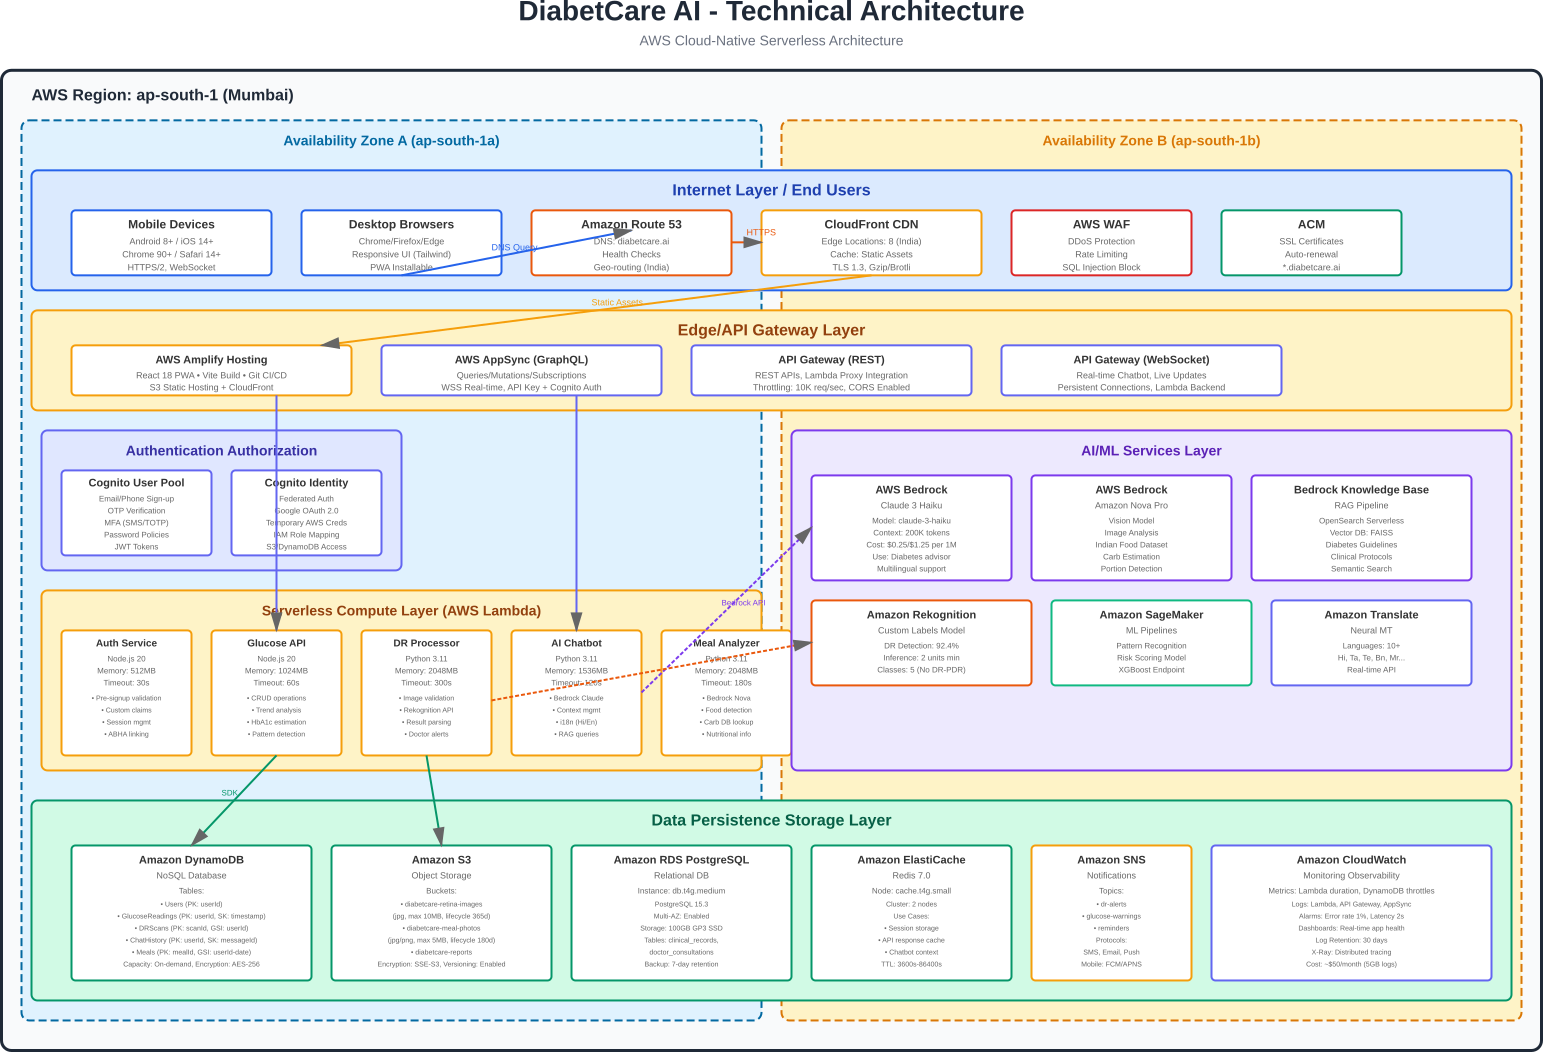 DiabetCare AI - Technical Architecture
AWS Cloud-Native Serverless Architecture
AWS Region: ap-south-1 (Mumbai)
Availability Zone A (ap-south-1a)
Availability Zone B (ap-south-1b)
Internet Layer / End Users
Mobile Devices
Android 8+ / iOS 14+
Chrome 90+ / Safari 14+
HTTPS/2, WebSocket
Desktop Browsers
Chrome/Firefox/Edge
Responsive UI (Tailwind)
PWA Installable
DNS Query
Amazon Route 53
DNS: diabetcare.ai
Health Checks
Geo-routing (India)
HTTPS
CloudFront CDN
Edge Locations: 8 (India)
Cache: Static Assets
TLS 1.3, Gzip/Brotli
AWS WAF
DDoS Protection
Rate Limiting
SQL Injection Block
ACM
SSL Certificates
Auto-renewal
*.diabetcare.ai
Static Assets
Edge/API Gateway Layer
AWS Amplify Hosting
React 18 PWA • Vite Build • Git CI/CD
S3 Static Hosting + CloudFront
AWS AppSync (GraphQL)
Queries/Mutations/Subscriptions
WSS Real-time, API Key + Cognito Auth
API Gateway (REST)
REST APIs, Lambda Proxy Integration
Throttling: 10K req/sec, CORS Enabled
API Gateway (WebSocket)
Real-time Chatbot, Live Updates
Persistent Connections, Lambda Backend
Authentication Authorization
Cognito User Pool
Email/Phone Sign-up
OTP Verification
MFA (SMS/TOTP)
Password Policies
JWT Tokens
Cognito Identity
Federated Auth
Google OAuth 2.0
Temporary AWS Creds
IAM Role Mapping
S3/DynamoDB Access
AI/ML Services Layer
AWS Bedrock
Claude 3 Haiku
Model: claude-3-haiku
Context: 200K tokens
Cost: $0.25/$1.25 per 1M
Use: Diabetes advisor
Multilingual support
AWS Bedrock
Amazon Nova Pro
Vision Model
Image Analysis
Indian Food Dataset
Carb Estimation
Portion Detection
Bedrock Knowledge Base
RAG Pipeline
OpenSearch Serverless
Vector DB: FAISS
Diabetes Guidelines
Clinical Protocols
Semantic Search
Amazon Rekognition
Custom Labels Model
DR Detection: 92.4%
Inference: 2 units min
Classes: 5 (No DR-PDR)
Amazon SageMaker
ML Pipelines
Pattern Recognition
Risk Scoring Model
XGBoost Endpoint
Amazon Translate
Neural MT
Languages: 10+
Hi, Ta, Te, Bn, Mr...
Real-time API
Bedrock API
Serverless Compute Layer (AWS Lambda)
Auth Service
Node.js 20
Memory: 512MB
Timeout: 30s
• Pre-signup validation
• Custom claims
• Session mgmt
• ABHA linking
Glucose API
Node.js 20
Memory: 1024MB
Timeout: 60s
• CRUD operations
• Trend analysis
• HbA1c estimation
• Pattern detection
DR Processor
Python 3.11
Memory: 2048MB
Timeout: 300s
• Image validation
• Rekognition API
• Result parsing
• Doctor alerts
AI Chatbot
Python 3.11
Memory: 1536MB
Timeout: 120s
• Bedrock Claude
• Context mgmt
• i18n (Hi/En)
• RAG queries
Meal Analyzer
Python 3.11
Memory: 2048MB
Timeout: 180s
• Bedrock Nova
• Food detection
• Carb DB lookup
• Nutritional info
SDK
Data Persistence Storage Layer
Amazon DynamoDB
NoSQL Database
Tables:
• Users (PK: userId)
• GlucoseReadings (PK: userId, SK: timestamp)
• DRScans (PK: scanId, GSI: userId)
• ChatHistory (PK: userId, SK: messageId)
• Meals (PK: mealId, GSI: userId-date)
Capacity: On-demand, Encryption: AES-256
Amazon S3
Object Storage
Buckets:
• diabetcare-retina-images
(jpg, max 10MB, lifecycle 365d)
• diabetcare-meal-photos
(jpg/png, max 5MB, lifecycle 180d)
• diabetcare-reports
Encryption: SSE-S3, Versioning: Enabled
Amazon RDS PostgreSQL
Relational DB
Instance: db.t4g.medium
PostgreSQL 15.3
Multi-AZ: Enabled
Storage: 100GB GP3 SSD
Tables: clinical_records,
doctor_consultations
Backup: 7-day retention
Amazon ElastiCache
Redis 7.0
Node: cache.t4g.small
Cluster: 2 nodes
Use Cases:
• Session storage
• API response cache
• Chatbot context
TTL: 3600s-86400s
Amazon SNS
Notifications
Topics:
• dr-alerts
• glucose-warnings
• reminders
Protocols:
SMS, Email, Push
Mobile: FCM/APNS
Amazon CloudWatch
Monitoring Observability
Metrics: Lambda duration, DynamoDB throttles
Logs: Lambda, API Gateway, AppSync
Alarms: Error rate 1%, Latency 2s
Dashboards: Real-time app health
Log Retention: 30 days
X-Ray: Distributed tracing
Cost: ~$50/month (5GB logs)